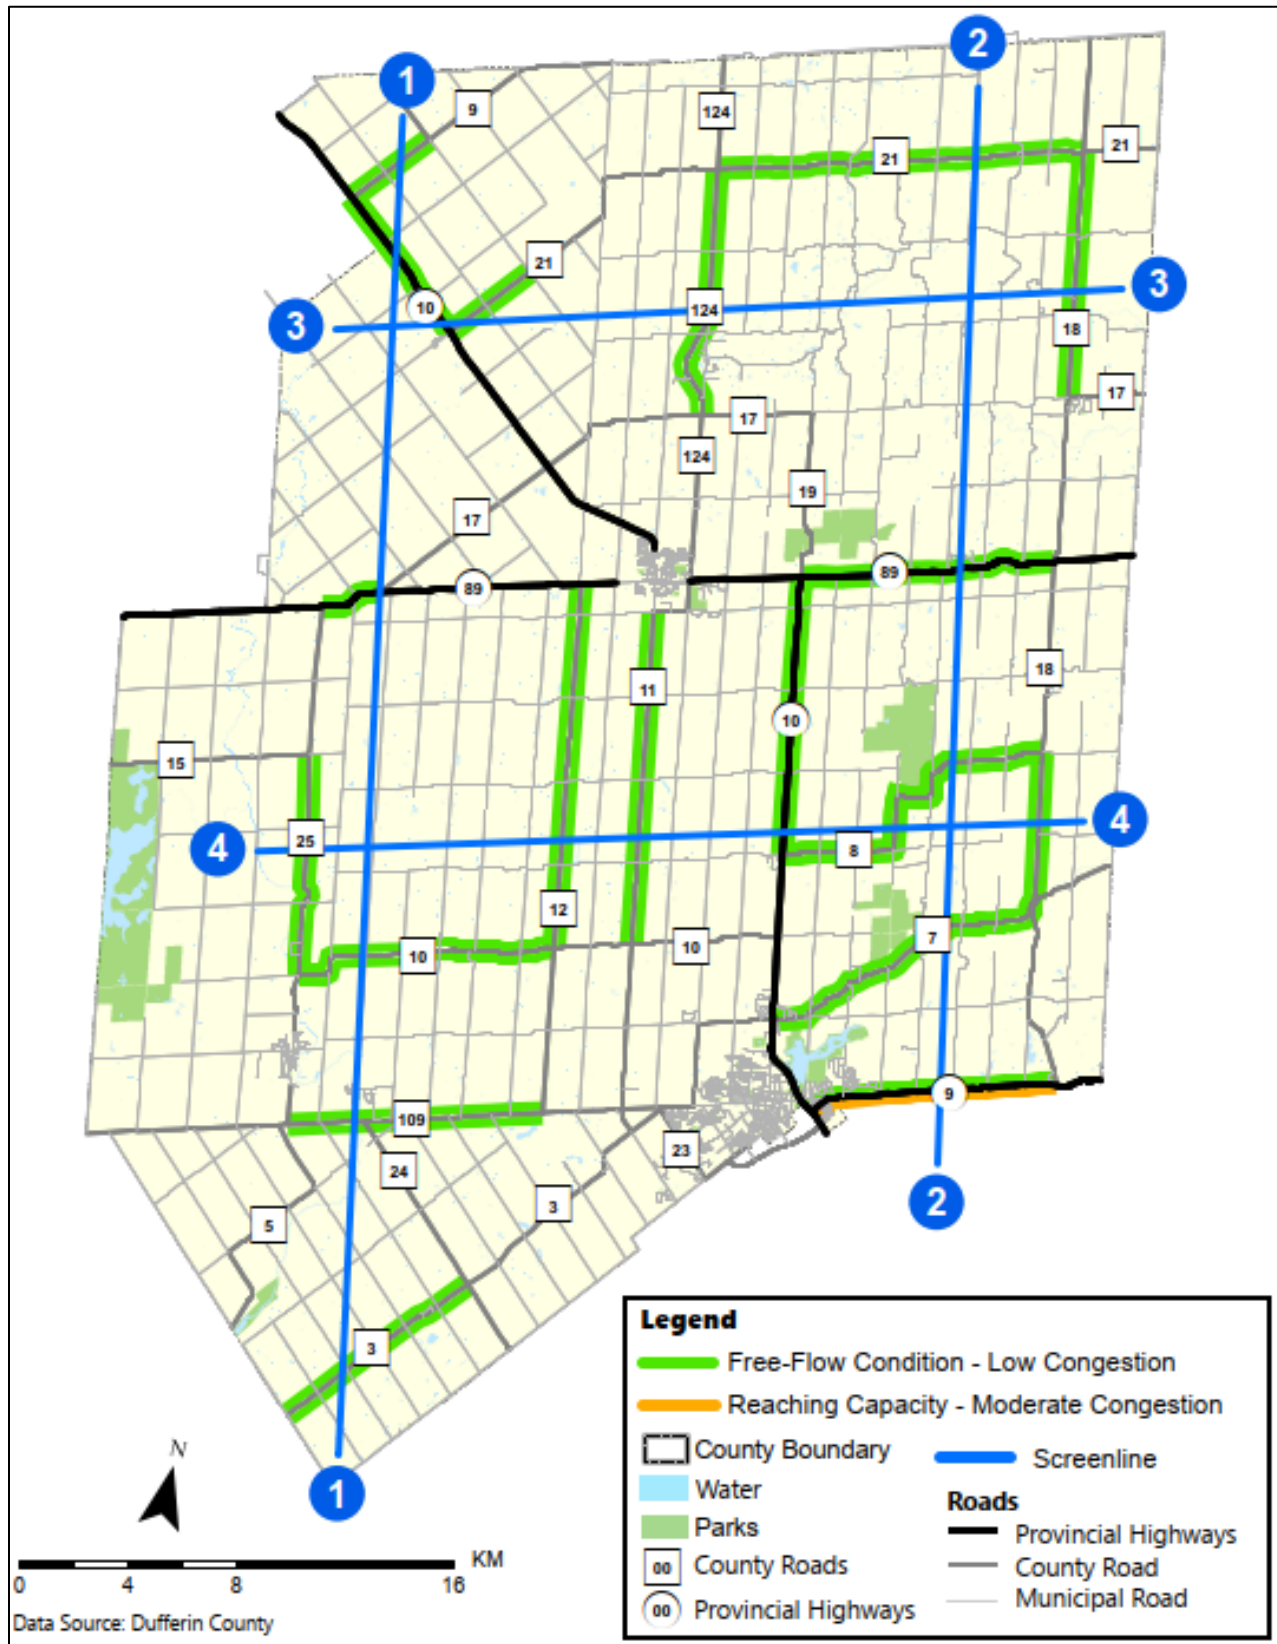 2
1
9
124
21
21
21
3
10
124
3
18
17
17
124
19
17
89
89
11
18
10
15
4
25
8
4
12
7
10
10
9
109
23
24
2
5
3
3
1
Legend
Free-Flow Condition - Low Congestion
Reaching Capacity - Moderate Congestion
County Boundary
Screenline
Water
Roads
Parks
Provincial Highways
00 County Roads
County Road
00 Provincial Highways
Municipal Road
N
KM
0 4 8 16
Data Source: Dufferin County